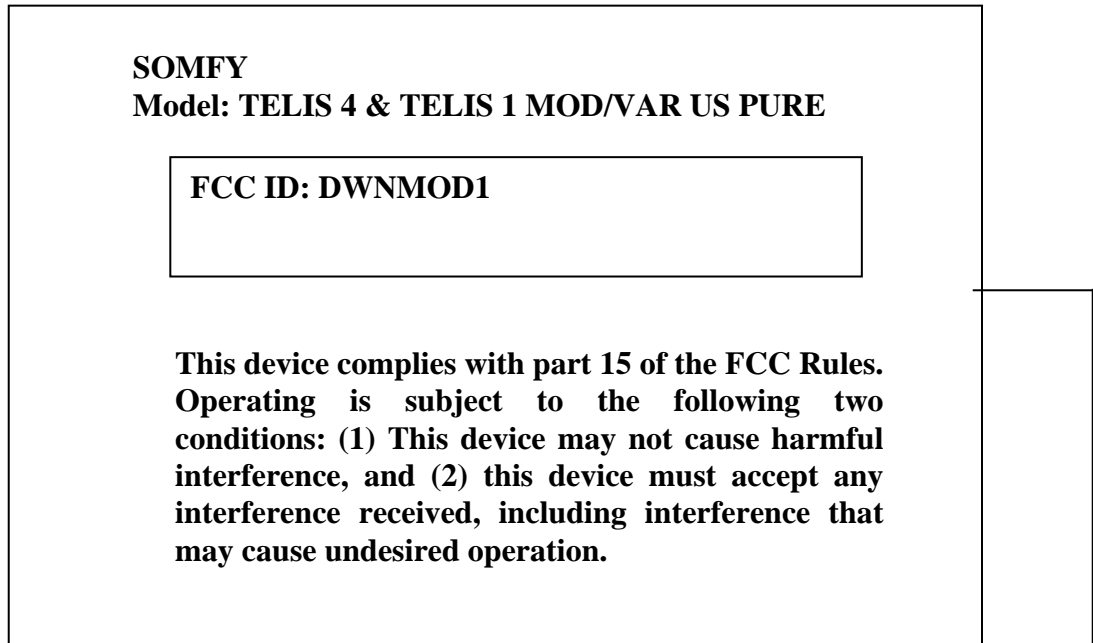 SOMFY
Model: TELIS 4 & TELIS 1 MOD/VAR US PURE
FCC ID: DWNMOD1
This device complies with part 15 of the FCC Rules.
Operating is subject to the following two
conditions: (1) This device may not cause harmful
interference, and (2) this device must accept any
interference received, including interference that
may cause undesired operation.